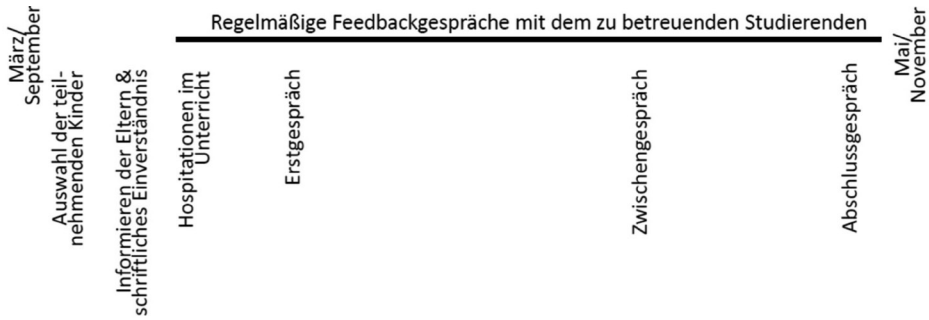 Regelmäßige Feedbackgespräche mit dem zu betreuenden Studierenden
März/
September
Auswahl der teil-
nehmenden Kinder
Informieren der Eltern &
schriftliches Einverständnis
Hospitationen im
Unterricht
Erstgespräch
Zwischengespräch
Abschlussgespräch
Mai/
November